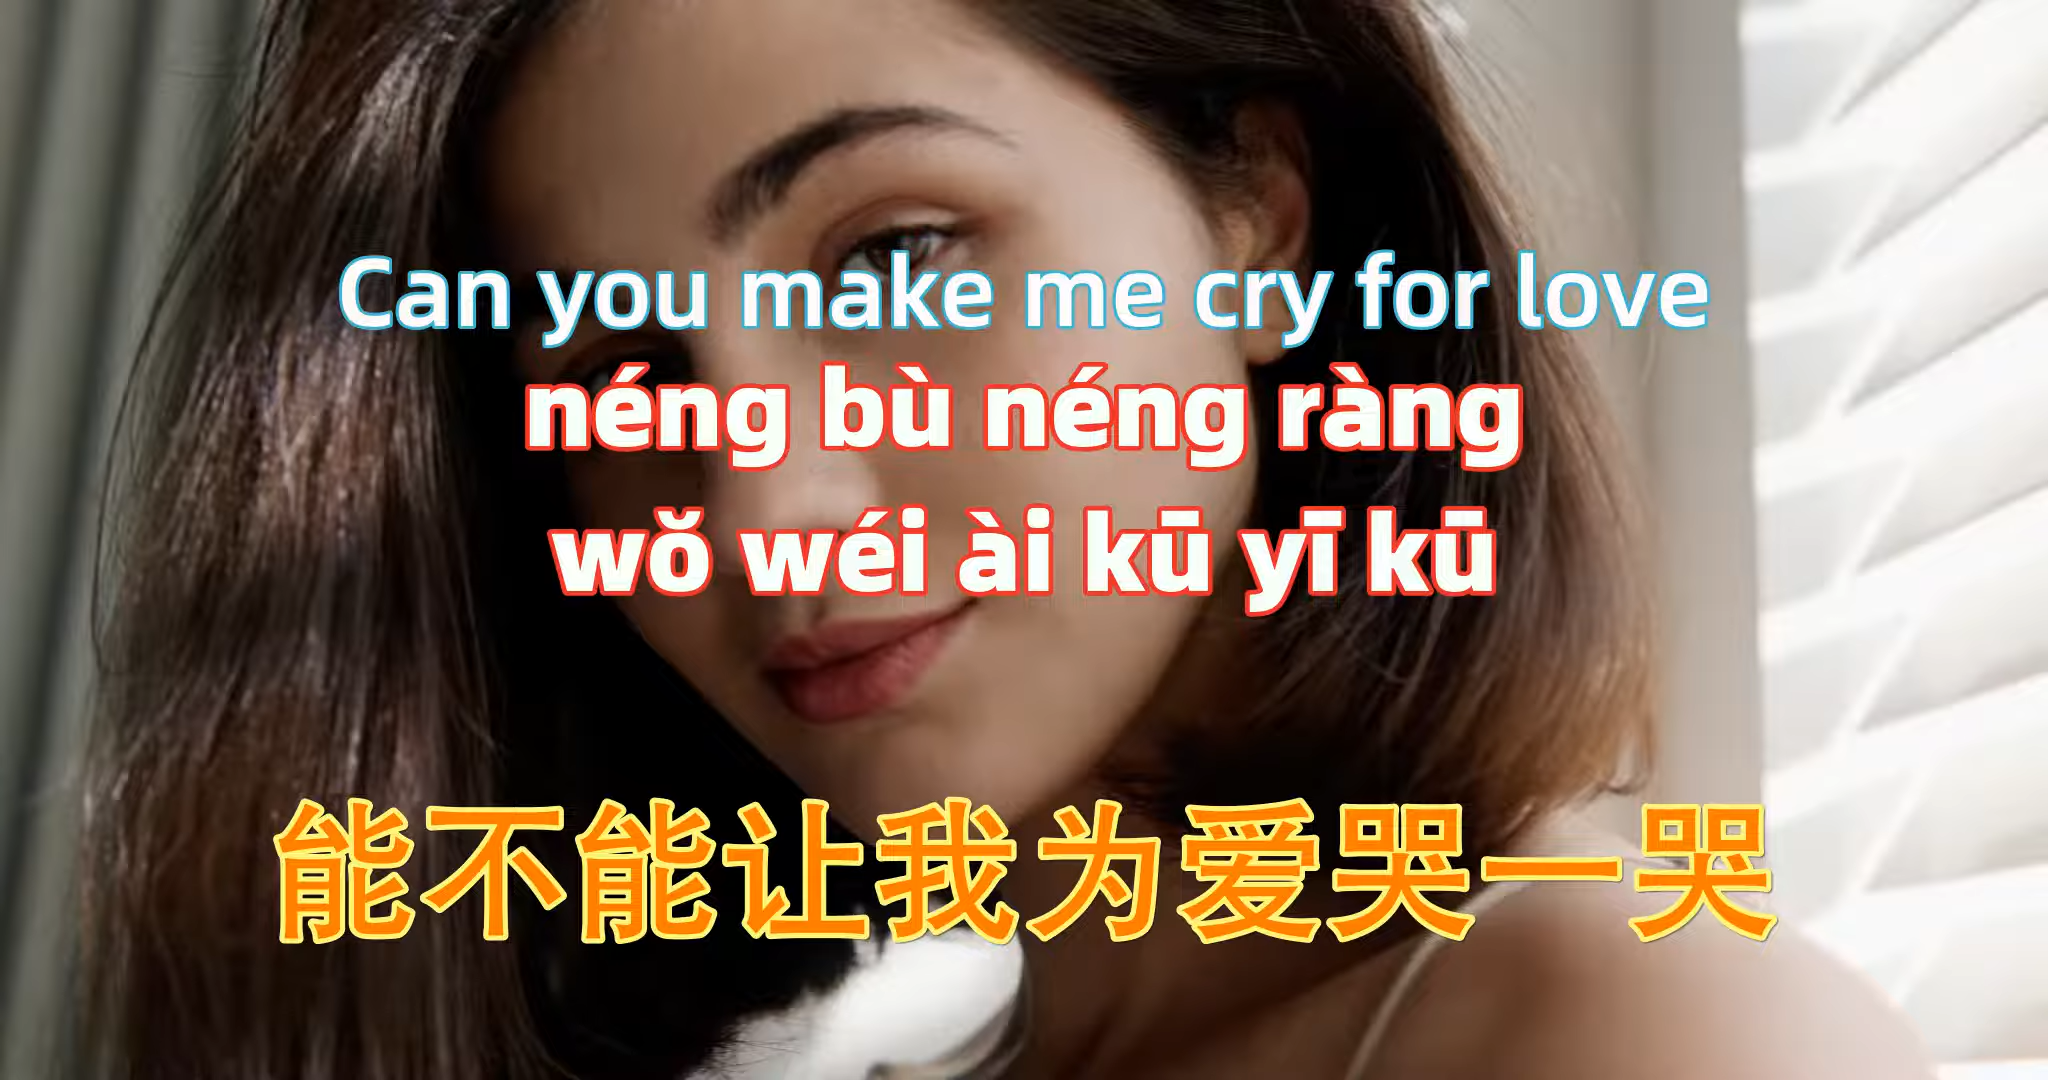 Can you make me cry for love
néng bù néng ràng
wǒ wéi ài kū yī kū
能不能让我为爱哭一哭